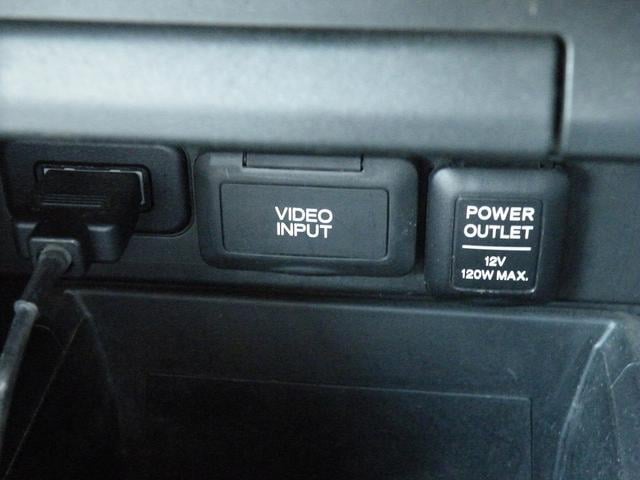 VIDEO
INPUT
POWER
OUTLET
12V
120W MAX.